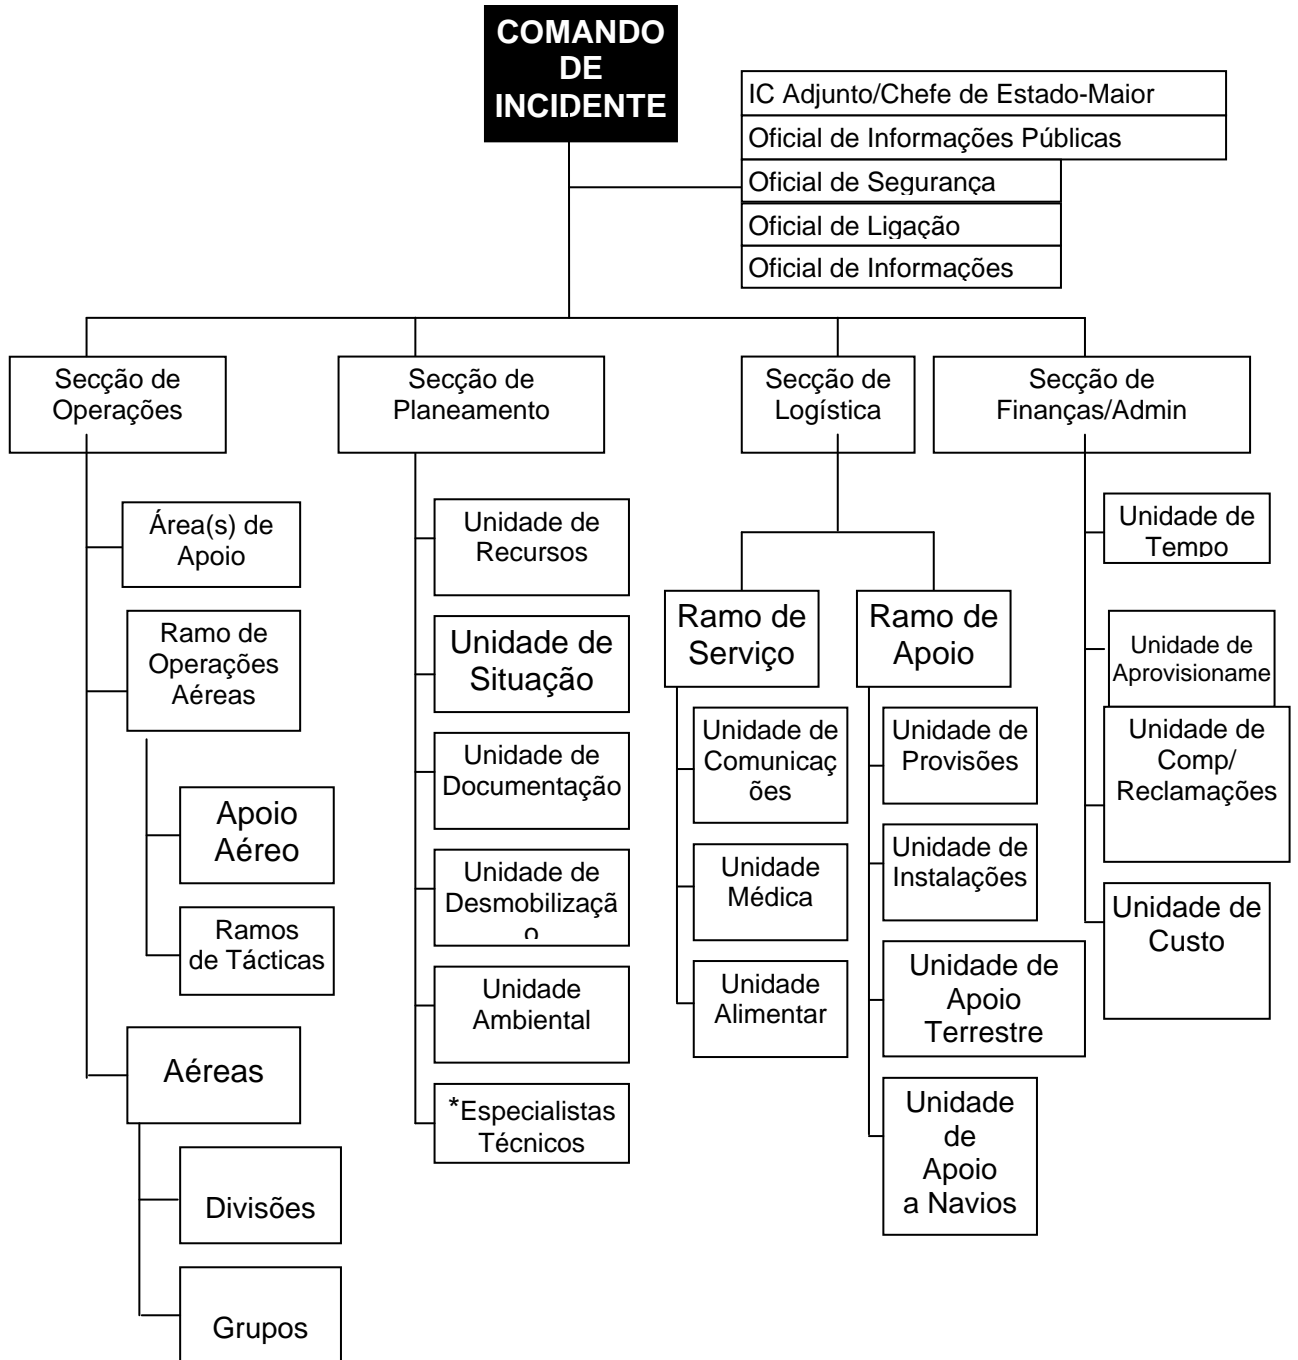 COMANDO
DE
INCIDENTE
IC Adjunto/Chefe de Estado-Maior
Oficial de Informações Públicas
Oficial de Segurança
Oficial de Ligação
Oficial de Informações
Secção de
Operações
Secção de
Planeamento
Secção de
Logística
Secção de
Finanças/Admin
Área(s) de
Apoio
Ramo de
Operações
Aéreas
Apoio
Aéreo
Ramos
de Tácticas
Aéreas
Divisões
Grupos
Unidade de
Recursos
Unidade de
Situação
Unidade de
Documentação
Unidade de
Desmobilizaçã
o
Unidade
Ambiental
*Especialistas
Técnicos
Ramo de
Serviço
Unidade de
Comunicaç
ões
Unidade
Médica
Unidade
Alimentar
Ramo de
Apoio
Unidade de
Provisões
Unidade de
Instalações
Unidade de
Apoio
Terrestre
Unidade
de
Apoio
a Navios
Unidade de
Tempo
Unidade de
Aprovisioname
Unidade de
Comp/
Reclamações
Unidade de
Custo